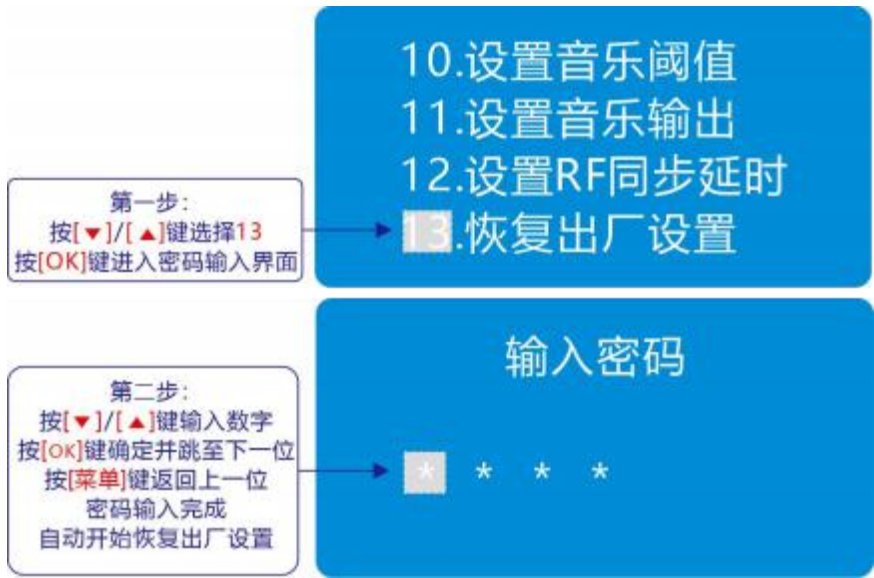 10.设置音乐阈值
11.设置音乐输出
12.设置RF同步延时
13.恢复出厂设置
第一步:
按[▼]/[▲]键选择13
按[OK]键进入密码输入界面
输入密码
* * * *
第二步:
按[▼]/[▲]键输入数字
按[OK]键确定并跳至下一位
按[菜单]键返回上一位
密码输入完成
自动开始恢复出厂设置